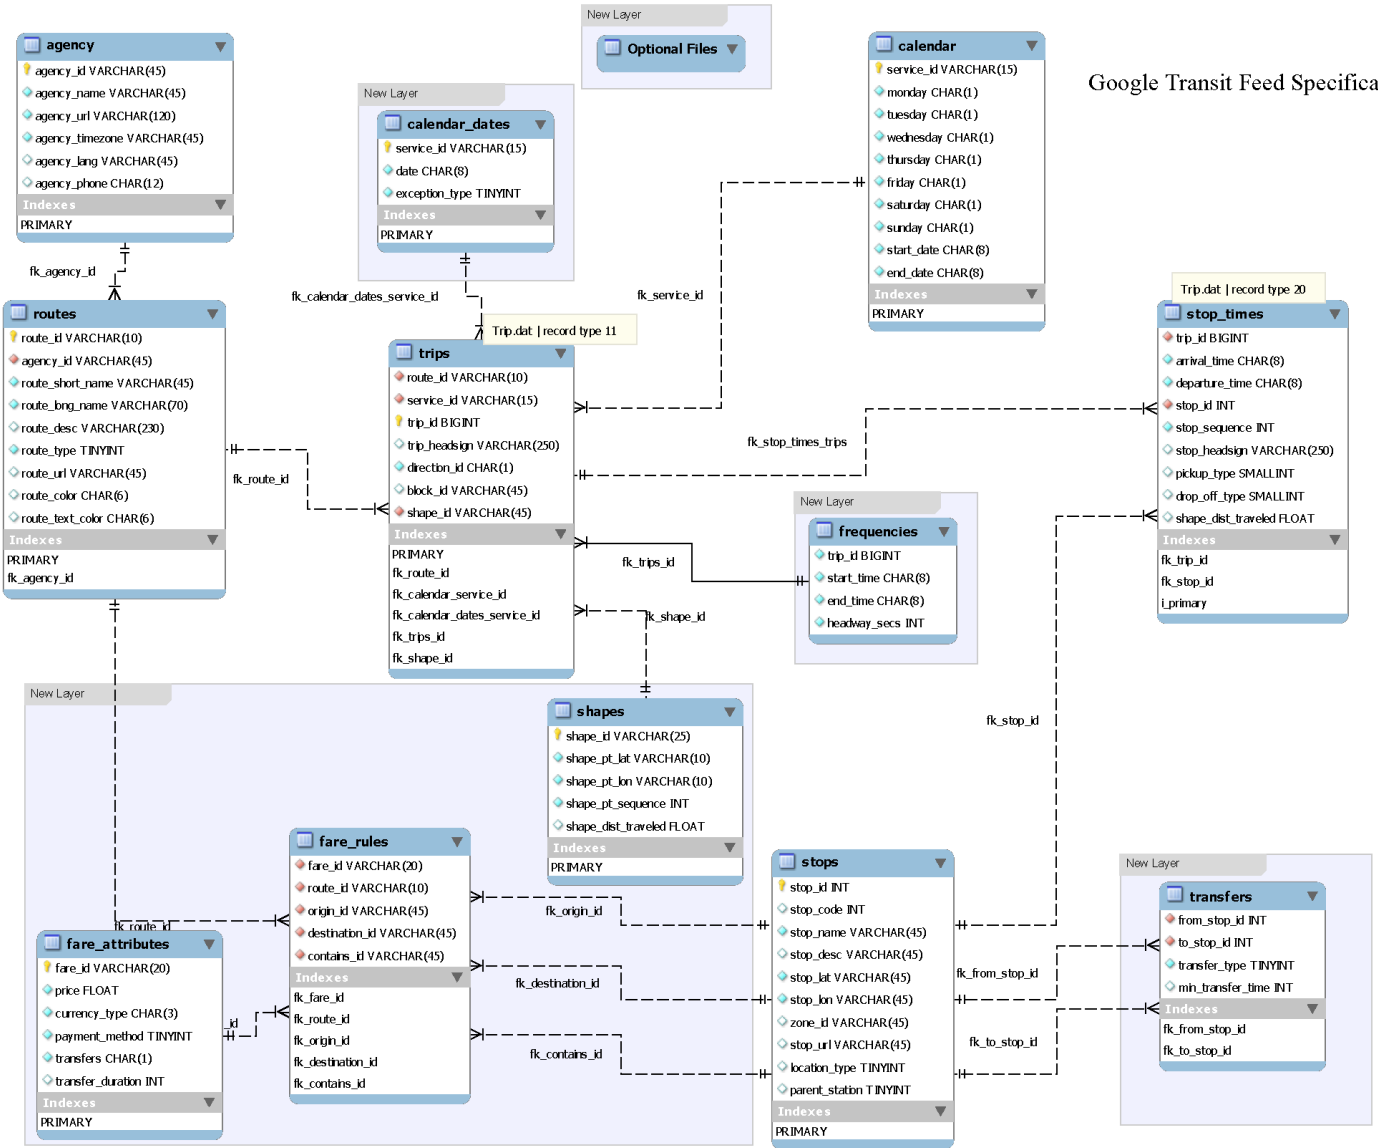 New Layer
Optional Files
Google Transit Feed Specifica
agency
agency_id VARCHAR(45)
agency_name VARCHAR(45)
agency_url VARCHAR(120)
agency_timezone VARCHAR(45)
agency_lang VARCHAR(45)
agency_phone CHAR(12)
Indexes
PRIMARY
fk_agency_id
New Layer
calendar_dates
service_id VARCHAR(15)
date CHAR(8)
exception_type TINYINT
Indexes
PRIMARY
fk_calendar_dates_service_id
calendar
service_id VARCHAR(15)
monday CHAR(1)
tuesday CHAR(1)
wednesday CHAR(1)
thursday CHAR(1)
friday CHAR(1)
saturday CHAR(1)
sunday CHAR(1)
start_date CHAR(8)
end_date CHAR(8)
Indexes
PRIMARY
fk_service_id
routes
route_id VARCHAR(10)
agency_id VARCHAR(45)
route_short_name VARCHAR(45)
route_long_name VARCHAR(70)
route_desc VARCHAR(230)
route_type TINYINT
route_url VARCHAR(45)
route_color CHAR(6)
route_text_color CHAR(6)
Indexes
PRIMARY
fk_agency_id
fk_route_id
Trip.dat | record type 11
trips
route_id VARCHAR(10)
service_id VARCHAR(15)
trip_id BIGINT
trip_headsign VARCHAR(250)
direction_id CHAR(1)
block_id VARCHAR(45)
shape_id VARCHAR(45)
Indexes
PRIMARY
fk_route_id
fk_calendar_service_id
fk_calendar_dates_service_id
fk_trips_id
fk_shape_id
Trip.dat | record type 20
stop_times
trip_id BIGINT
arrival_time CHAR(8)
departure_time CHAR(8)
stop_id INT
stop_sequence INT
stop_headsign VARCHAR(250)
pickup_type SMALLINT
drop_off_type SMALLINT
shape_dist_traveled FLOAT
Indexes
fk_trip_id
fk_stop_id
i_primary
fk_stop_times_trips
New Layer
frequencies
trip_id BIGINT
start_time CHAR(8)
end_time CHAR(8)
headway_secs INT
fk_trips_id
fk_shape_id
fk_stop_id
New Layer
shapes
shape_id VARCHAR(25)
shape_pt_lat VARCHAR(10)
shape_pt_lon VARCHAR(10)
shape_pt_sequence INT
shape_dist_traveled FLOAT
Indexes
PRIMARY
fare_rules
fare_id VARCHAR(20)
route_id VARCHAR(10)
origin_id VARCHAR(45)
destination_id VARCHAR(45)
contains_id VARCHAR(45)
Indexes
fk_fare_id
fk_route_id
fk_origin_id
fk_destination_id
fk_contains_id
fk_route_id
fare_attributes
fare_id VARCHAR(20)
price FLOAT
currency_type CHAR(3)
payment_method TINYINT
transfers CHAR(1)
transfer_duration INT
Indexes
PRIMARY
_id
fk_origin_id
fk_destination_id
fk_contains_id
stops
stop_id INT
stop_code INT
stop_name VARCHAR(45)
stop_desc VARCHAR(45)
stop_lat VARCHAR(45)
stop_lon VARCHAR(45)
zone_id VARCHAR(45)
stop_url VARCHAR(45)
location_type TINYINT
parent_station TINYINT
Indexes
PRIMARY
fk_from_stop_id
fk_to_stop_id
New Layer
transfers
from_stop_id INT
to_stop_id INT
transfer_type TINYINT
min_transfer_time INT
Indexes
fk_from_stop_id
fk_to_stop_id